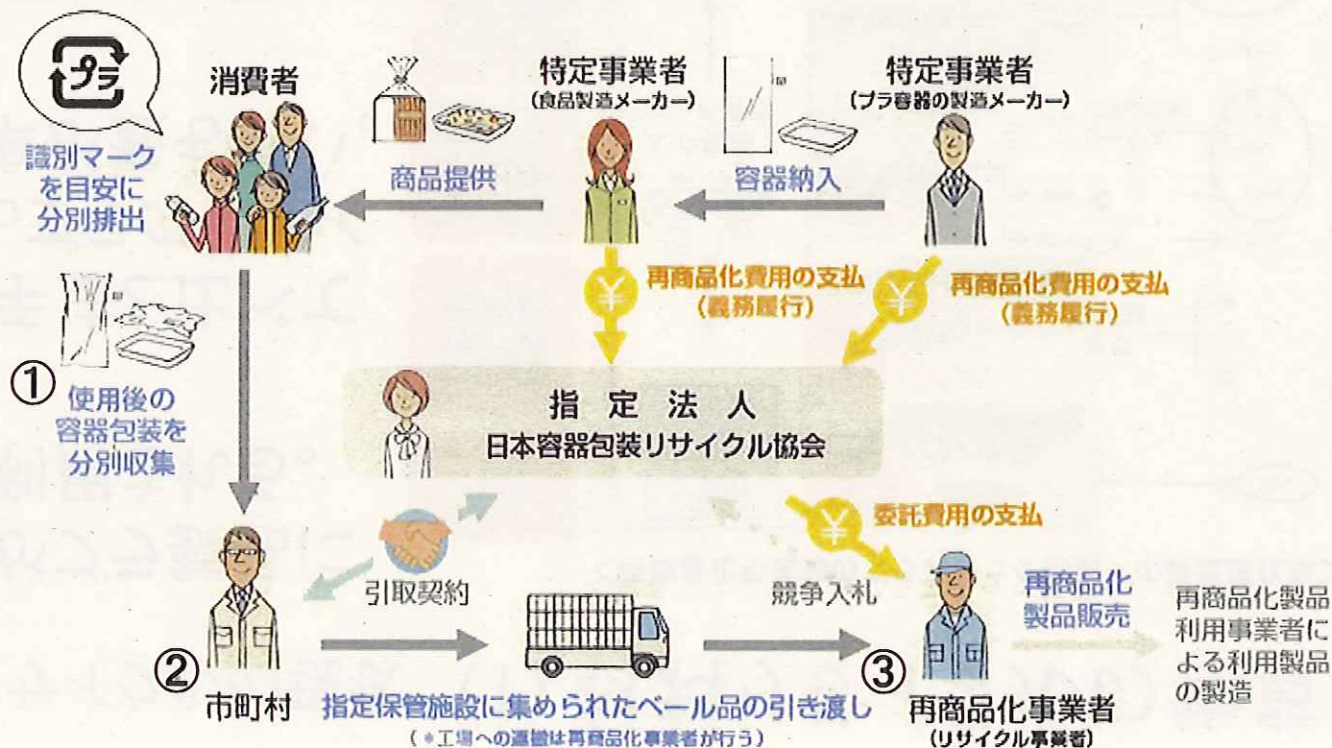 プラ
消費者
識別マーク
を目安に
分別排出
商品提供
特定事業者
(食品製造メーカー)
容器納入
特定事業者
(プラ容器の製造メーカー)
¥
再商品化費用の支払
(義務履行)
¥
再商品化費用の支払
(義務履行)
①
使用後の
容器包装を
分別収集
指定法人
日本容器包装リサイクル協会
引取契約
¥
委託費用の支払
競争入札
②
市町村
指定保管施設に集められたベール品の引き渡し
(*工場への運搬は再商品化事業者が行う)
③
再商品化事業者
(リサイクル事業者)
再商品化
製品販売
再商品化製品
利用事業者に
よる利用製品
の製造